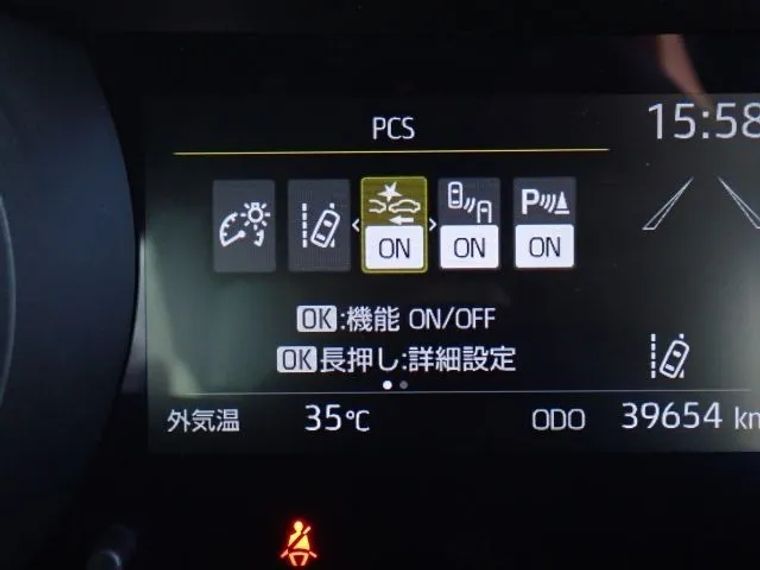 PCS
15:58
ON ON P ON
OK:機能 ON/OFF
OK長押し:詳細設定
外気温 35℃ ODO 39654 km